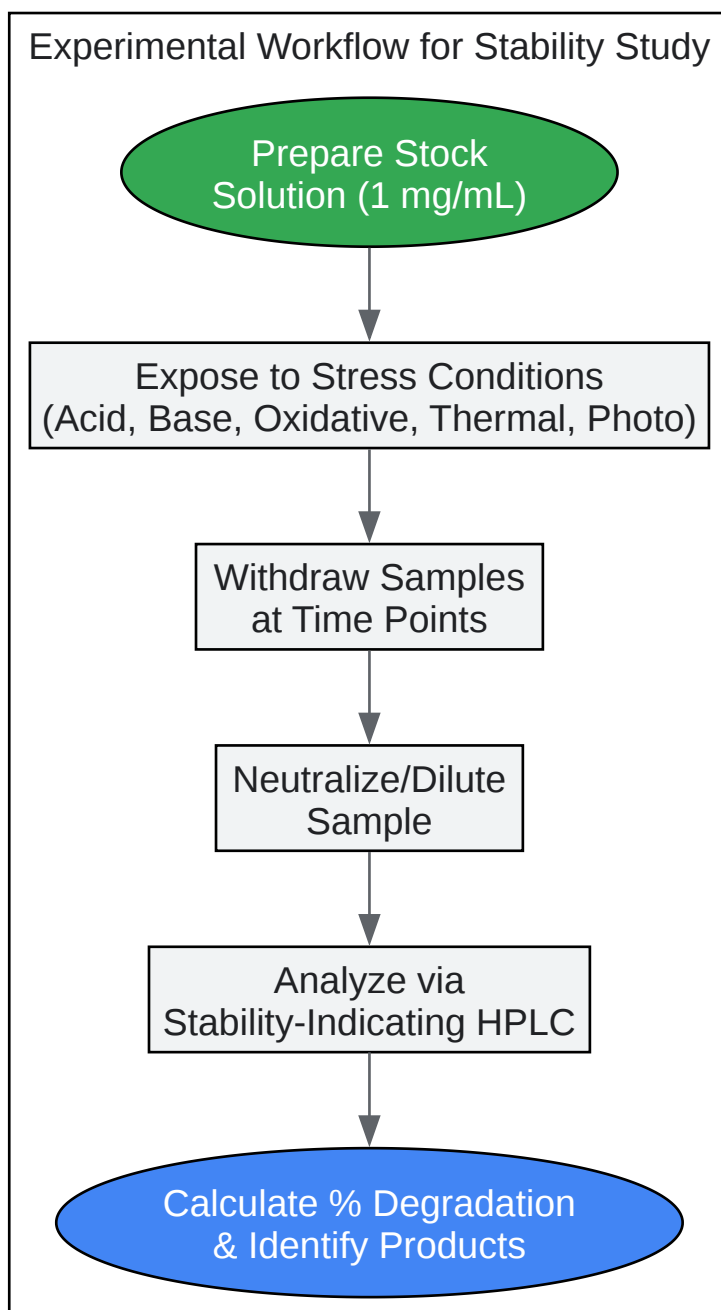 Experimental Workflow for Stability Study
Prepare Stock
Solution (1 mg/mL)
Expose to Stress Conditions
(Acid, Base, Oxidative, Thermal, Photo)
Withdraw Samples
at Time Points
Neutralize/Dilute
Sample
Analyze via
Stability-Indicating HPLC
Calculate % Degradation
& Identify Products